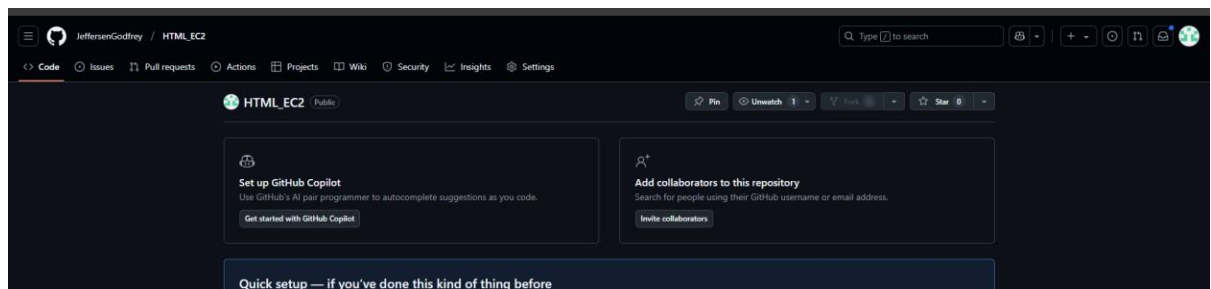 JeffersenGodfrey / HTML_EC2
Type / to search
Code Issues Pull requests Actions Projects Wiki Security Insights Settings
HTML_EC2 Public
Pin Unwatch 1 Fork 0 Star 0
Set up GitHub Copilot
Use GitHub's AI pair programmer to autocomplete suggestions as you code.
Get started with GitHub Copilot
Add collaborators to this repository
Search for people using their GitHub username or email address.
Invite collaborators
Quick setup — if you've done this kind of thing before